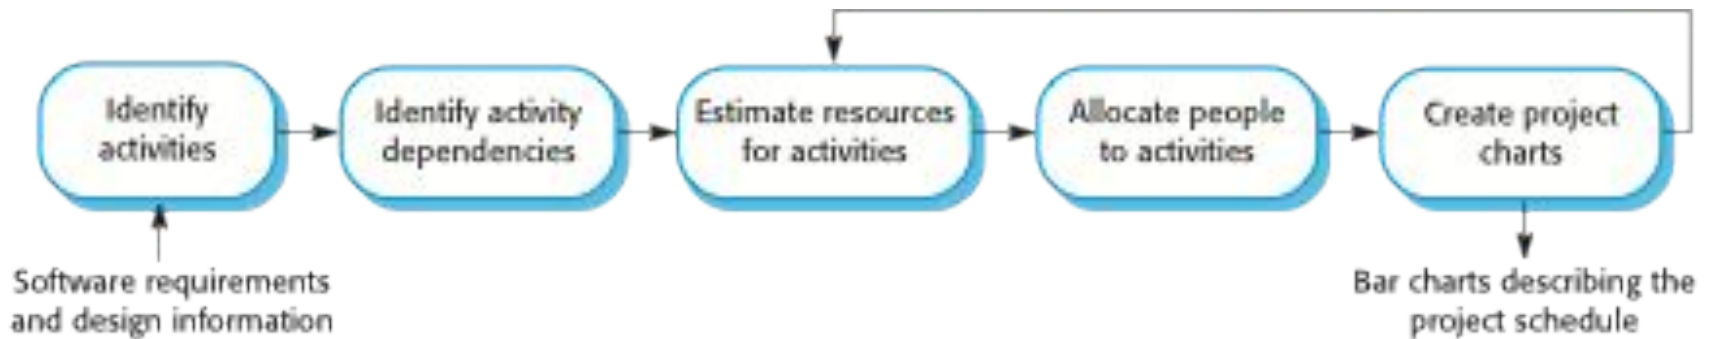 Identify
activities
Identify activity
dependencies
Estimate resources
for activities
Allocate people
to activities
Create project
charts
Software requirements
and design information
Bar charts describing the
project schedule